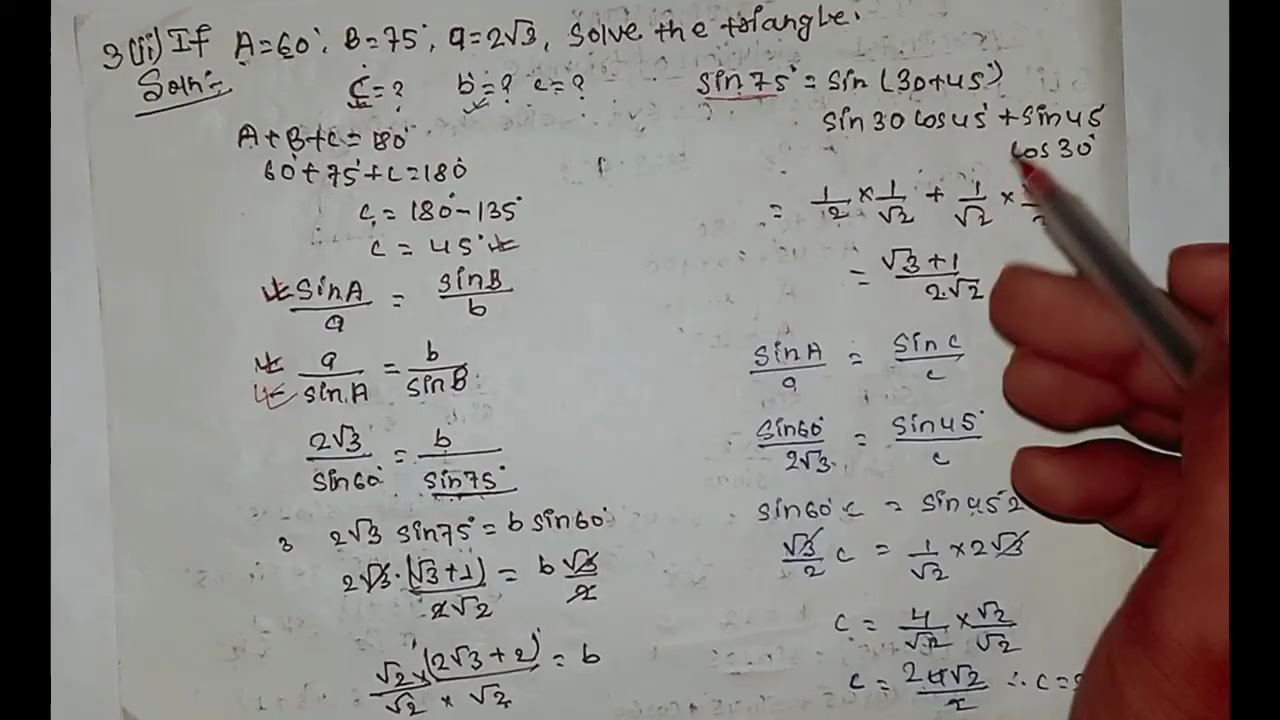 3(ii) If A=60°, B=75°, a=2√3, solve the triangle.
Soln:-
C=? b=? c=?
A+B+C=180°
60°+75°+C=180°
C=180°-135°
C=45°
sinA/a = sinB/b
a/sinA = b/sinB
2√3/sin60° = b/sin75°
3 2√3 sin75° = b sin60°
2√3·(√3+1)/2√2 = b √3/2
√2×(2√3+2)/√2×√2 = b
sin75° = sin(30+45°)
sin30 cos45°+sin45°
cos30°
= 1/2 × 1/√2 + 1/√2 ×
= √3+1/2√2
sinA/a = sinC/c
sin60°/2√3 = sin45°/c
sin60° c = sin45 2
√3/2 c = 1/√2 × 2√3
c = 4/√2 × √2/√2
c = 2 4√2/2 ∴ c=